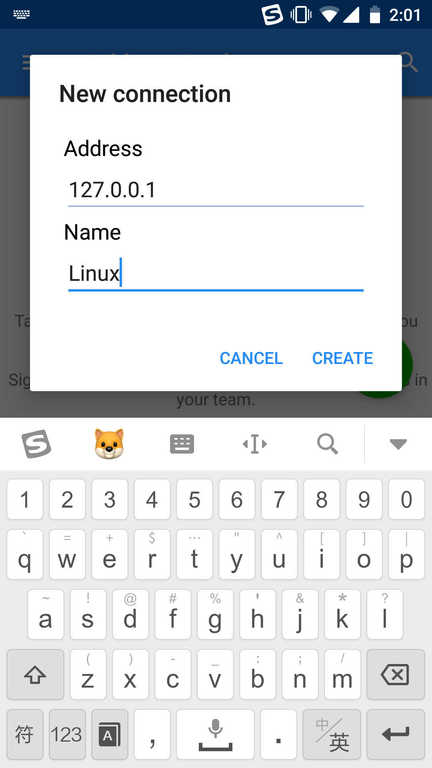 2:01
New connection
Address
127.0.0.1
Name
Linux
CANCEL CREATE
Ta ou
Sig in
your team.
1 2 3 4 5 6 7 8 9 0
` = + $ … " ^ [ ] |
q w e r t y u i o p
~ ! @ # % ' & * ?
a s d f g h j k l
( ) - _ : ; /
z x c v b n m
符 123 A , . 中/英